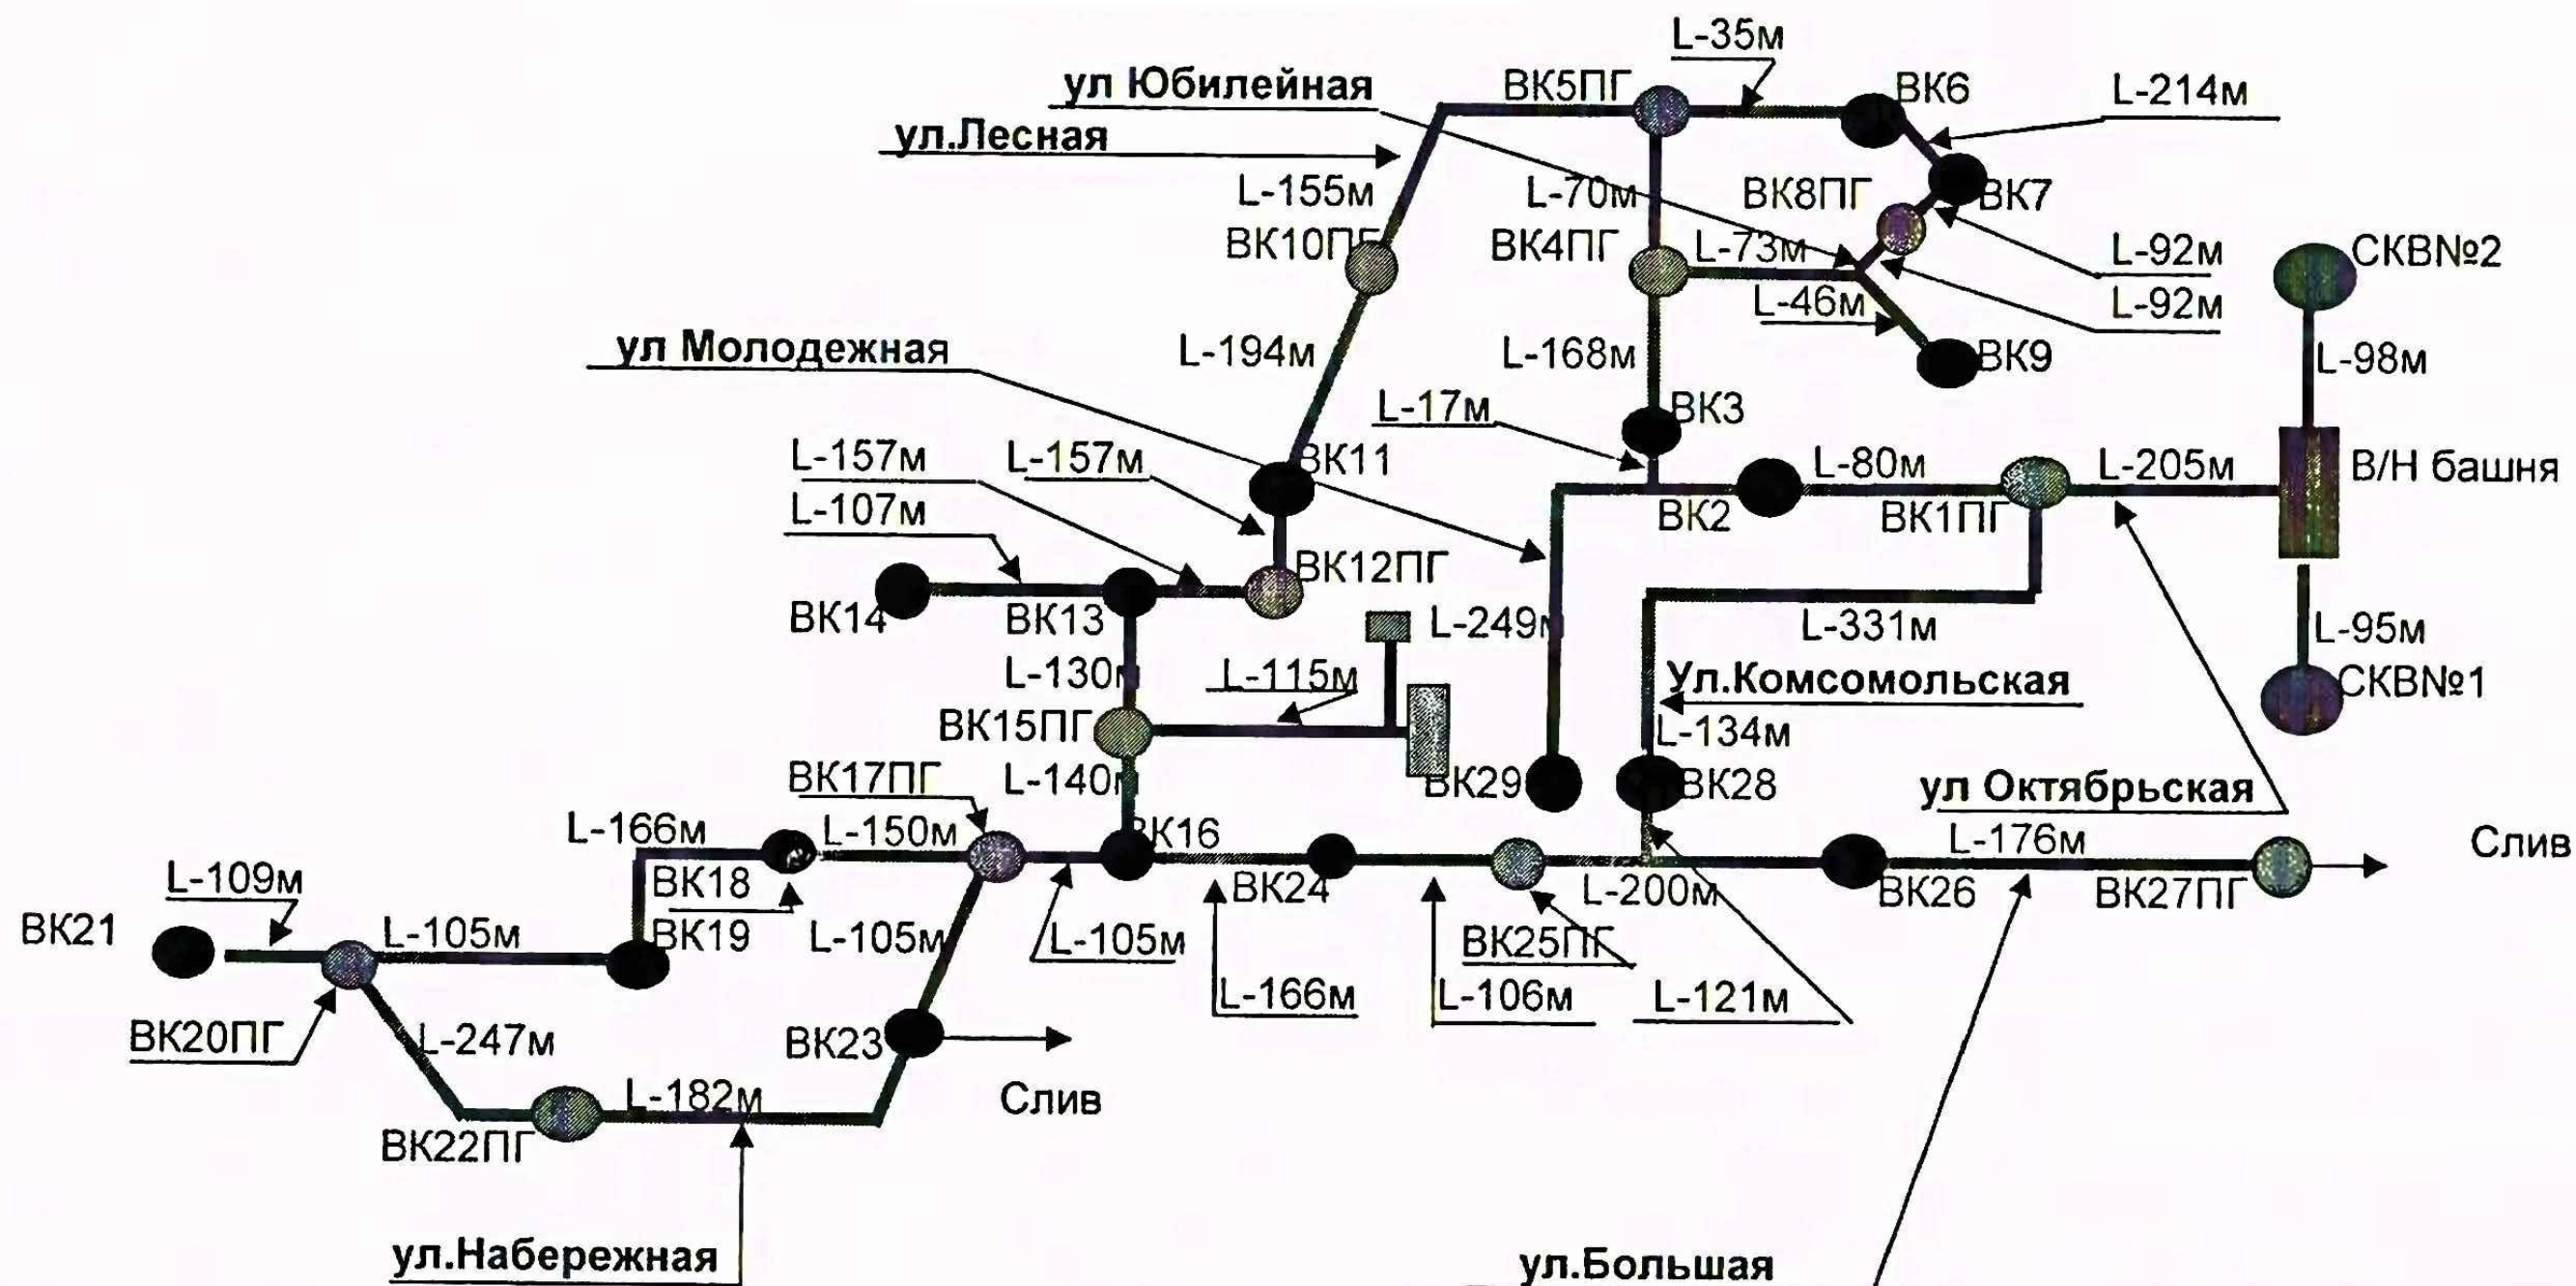 L-35м
ул Юбилейная
ВК5ПГ
ВК6
L-214м
ул.Лесная
L-155м
L-70м
ВК8ПГ
ВК7
ВК10ПГ
ВК4ПГ
L-73м
L-92м
СКВ№2
L-46м
L-92м
ул Молодежная
L-194м
L-168м
ВК9
L-98м
L-17м
ВК3
L-157м
L-157м
ВК11
L-80м
L-205м
В/Н башня
L-107м
ВК2
ВК1ПГ
ВК12ПГ
ВК14
ВК13
L-249м
L-331м
L-95м
L-130м
L-115м
Ул.Комсомольская
СКВ№1
ВК15ПГ
L-134м
ВК17ПГ
L-140м
ВК29
ВК28
ул Октябрьская
L-166м
L-150м
ВК16
L-176м
Слив
L-109м
ВК18
ВК24
L-200м
ВК26
ВК27ПГ
ВК21
L-105м
ВК19
L-105м
L-105м
ВК25ПГ
L-166м
L-106м
L-121м
ВК20ПГ
L-247м
ВК23
L-182м
Слив
ВК22ПГ
ул.Набережная
ул.Большая